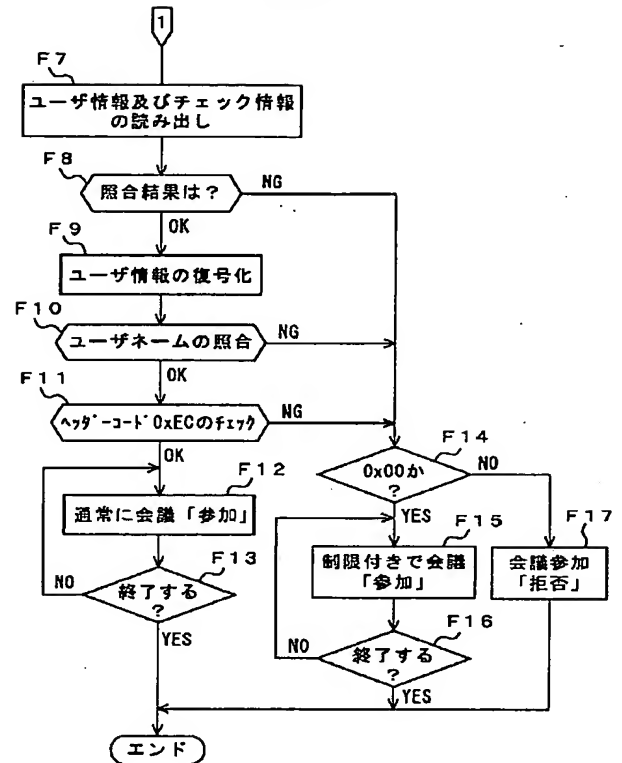 1
F7
ユーザ情報及びチェック情報
の読み出し
F8
照合結果は?
NG
OK
F9
ユーザ情報の復号化
F10
ユーザネームの照合
NG
OK
F11
ヘッダーコード0xECのチェック
NG
OK
F12
通常に会議「参加」
F13
終了する
?
NO
YES
F14
0x00か
?
NO
YES
F15
制限付きで会議
「参加」
F16
終了する
?
NO
YES
F17
会議参加
「拒否」
エンド